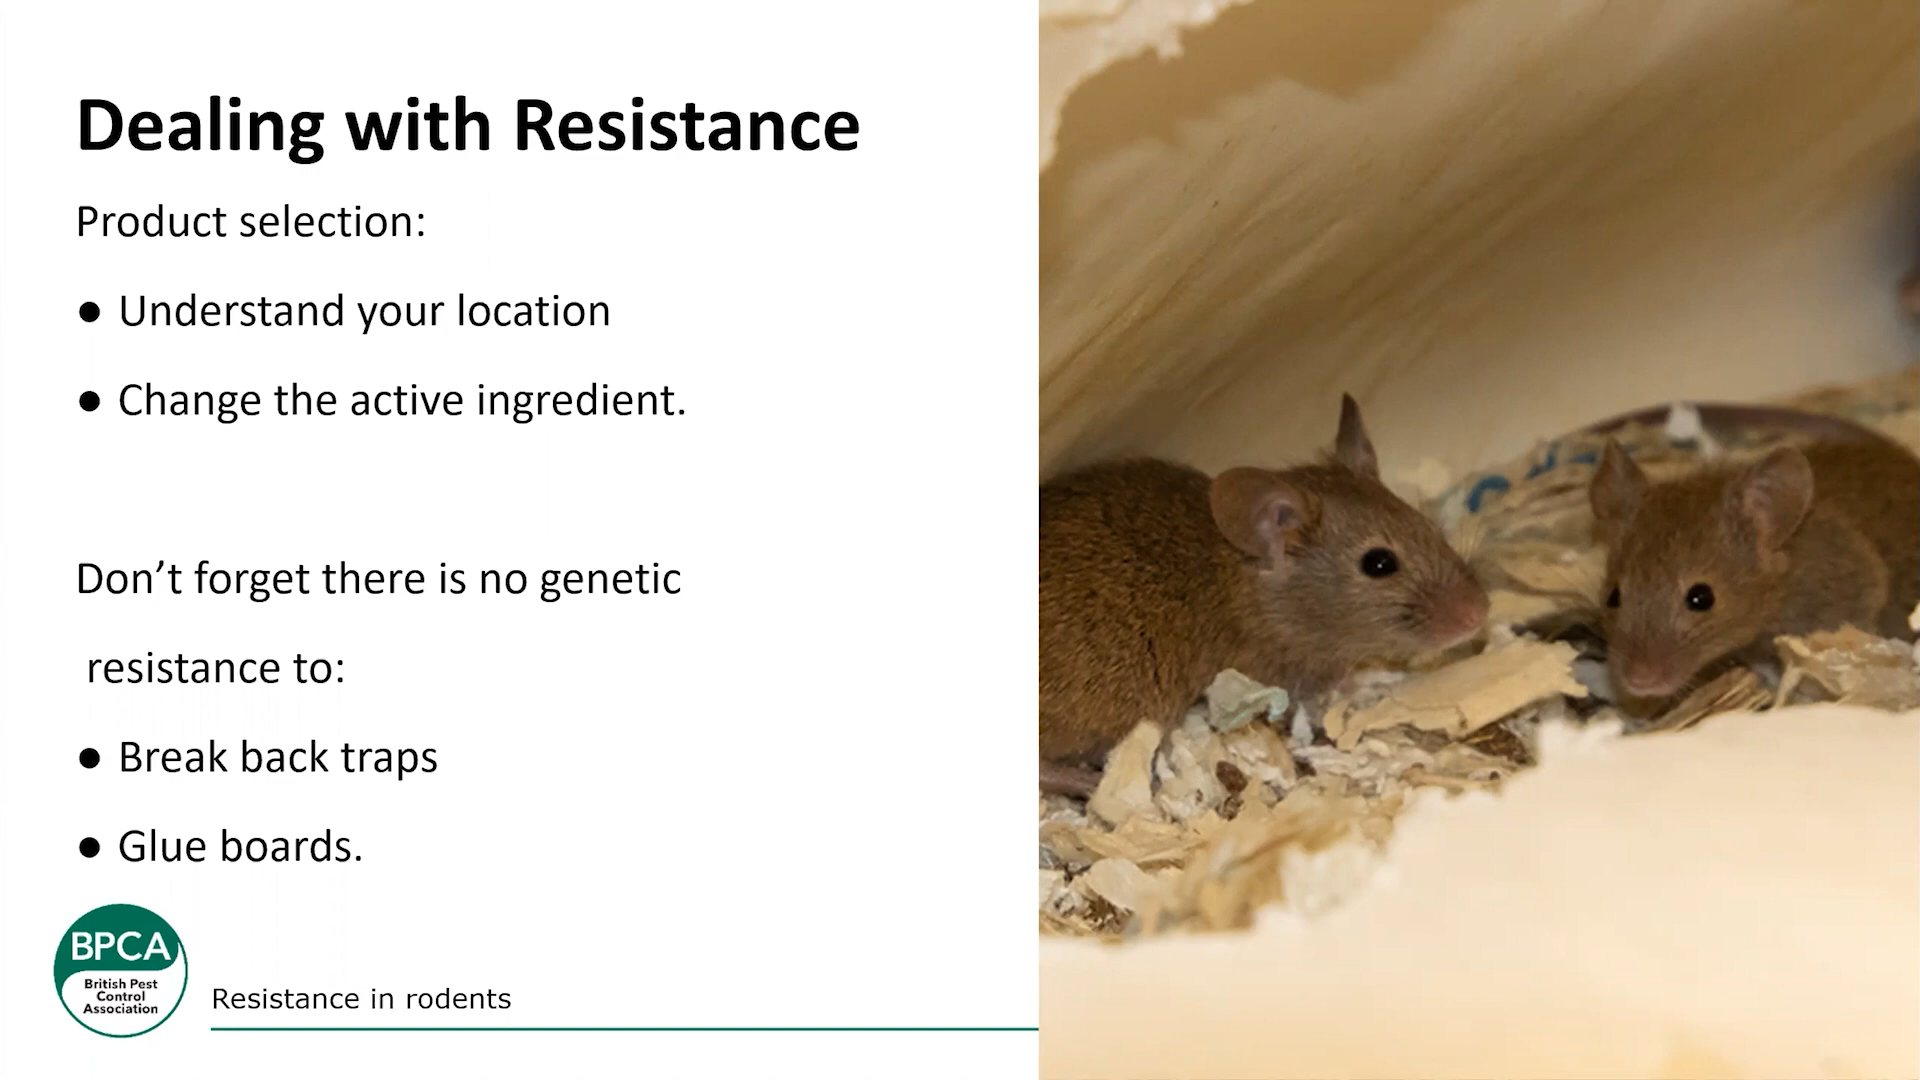 Dealing with Resistance
Product selection:
● Understand your location
● Change the active ingredient.
Don’t forget there is no genetic
resistance to:
● Break back traps
● Glue boards.
BPCA
British Pest
Control
Association
Resistance in rodents